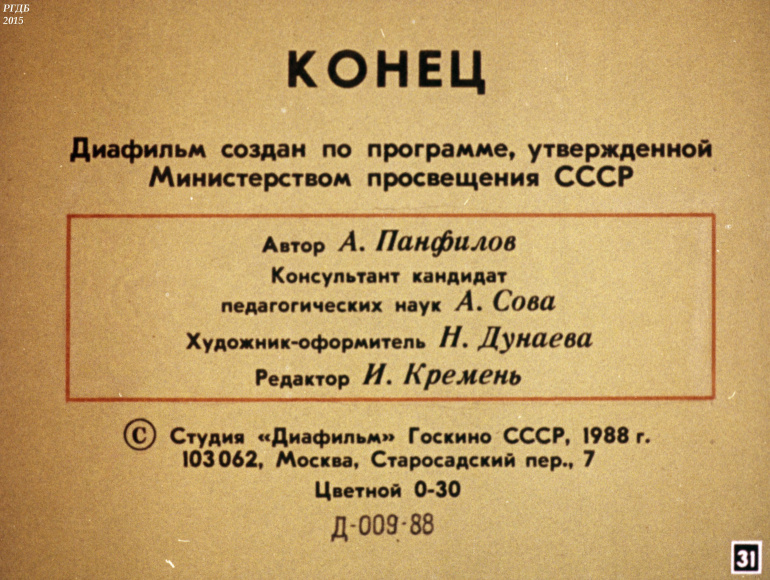 РГДБ
2015
КОНЕЦ
Диафильм создан по программе, утвержденной
Министерством просвещения СССР
Автор А. Панфилов
Консультант кандидат
педагогических наук А. Сова
Художник-оформитель Н. Дунаева
Редактор И. Кремень
© Студия «Диафильм» Госкино СССР, 1988 г.
103062, Москва, Старосадский пер., 7
Цветной 0-30
Д-009-88
31